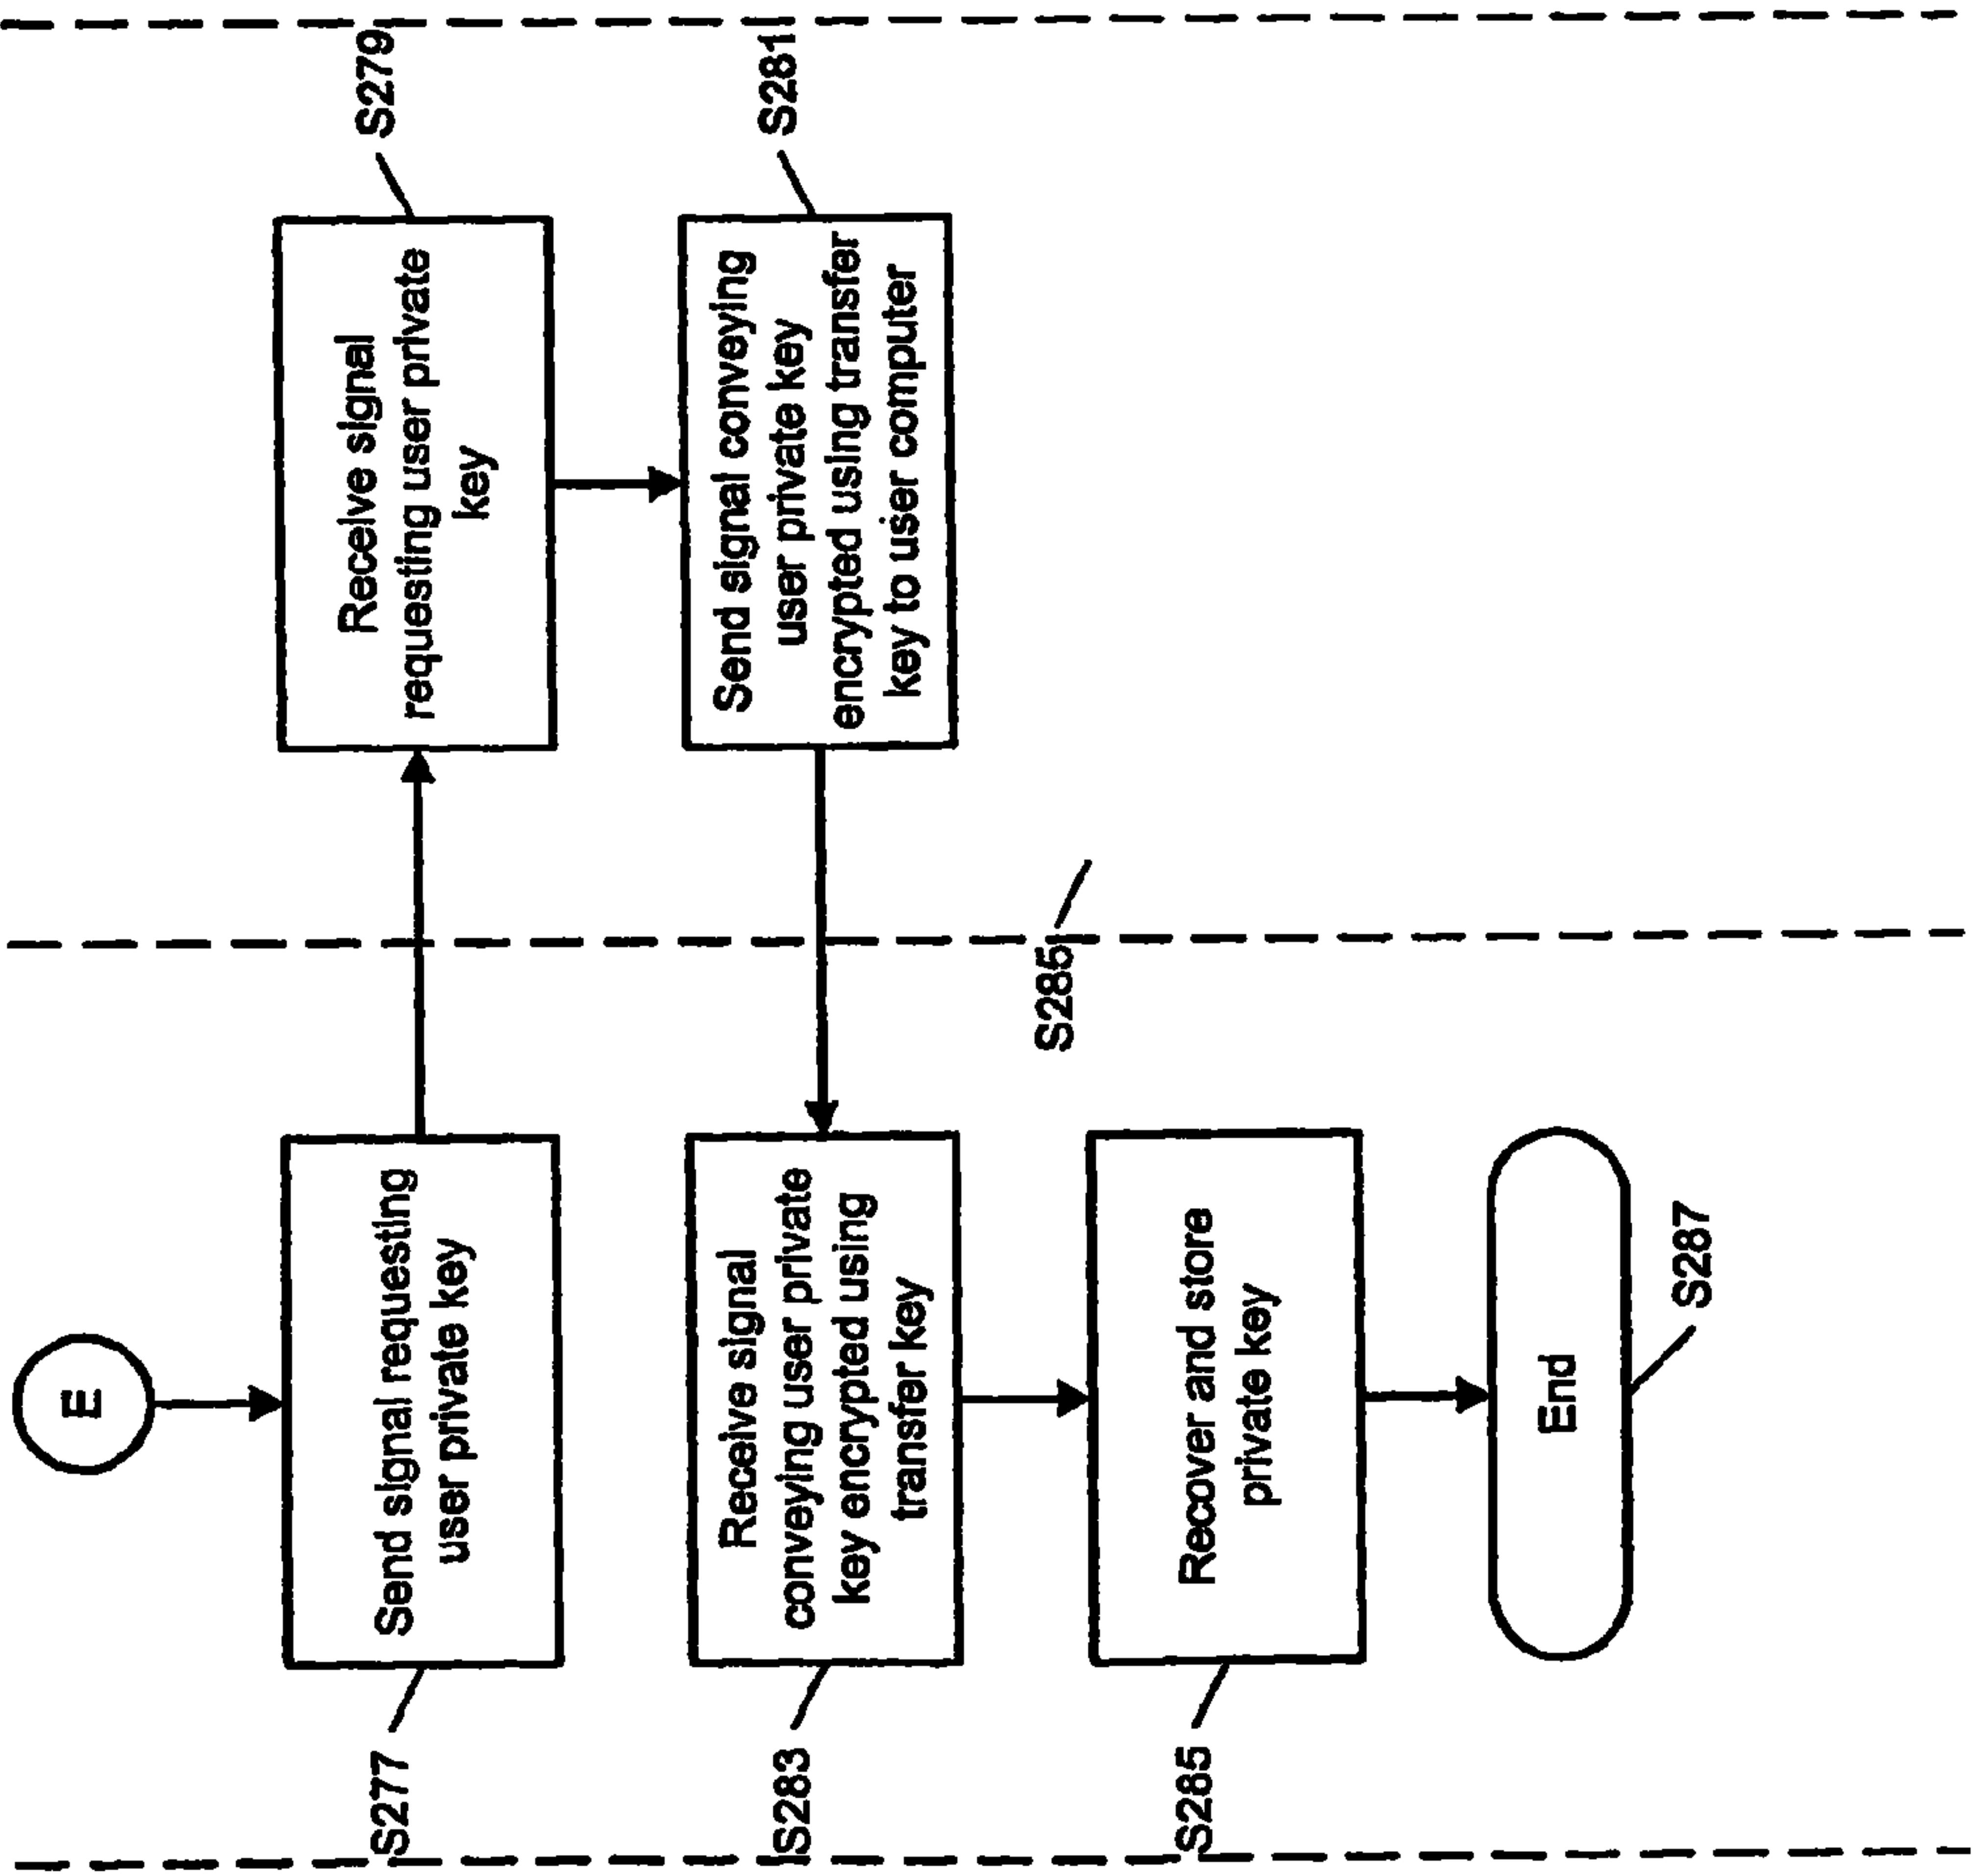 E
S277
Send signal requesting
user private key
Receive signal
requesting user private
key
S279
S283
Receive signal
conveying user private
key encrypted using
transfer key
Send signal conveying
user private key
encrypted using transfer
key to user computer
S281
S285
S285
Recover and store
private key
End
S287